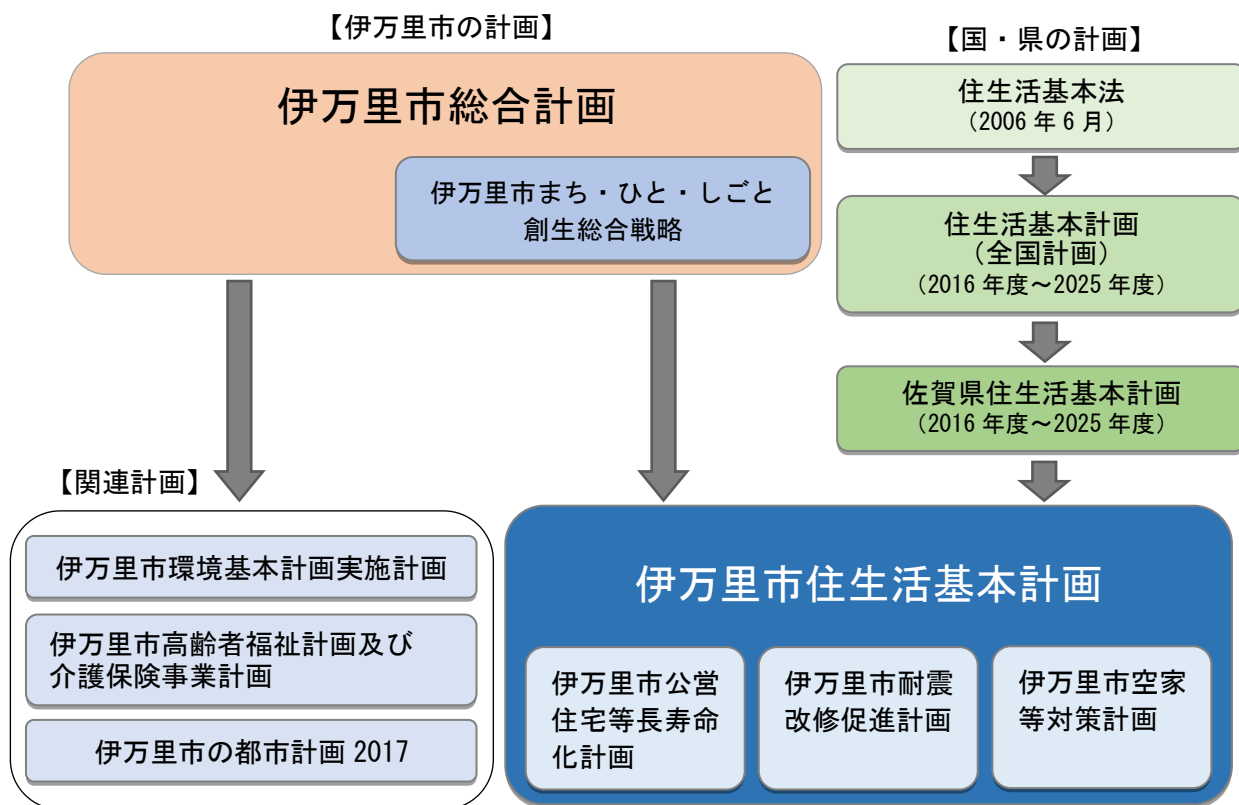 【伊万里市の計画】
伊万里市総合計画
伊万里市まち・ひと・しごと
創生総合戦略
【国・県の計画】
住生活基本法
（2006 年 6 月）
住生活基本計画
（全国計画）
（2016 年度～2025 年度）
佐賀県住生活基本計画
（2016 年度～2025 年度）
【関連計画】
伊万里市環境基本計画実施計画
伊万里市高齢者福祉計画及び
介護保険事業計画
伊万里市の都市計画 2017
伊万里市住生活基本計画
伊万里市公営
住宅等長寿命
化計画
伊万里市耐震
改修促進計画
伊万里市空家
等対策計画